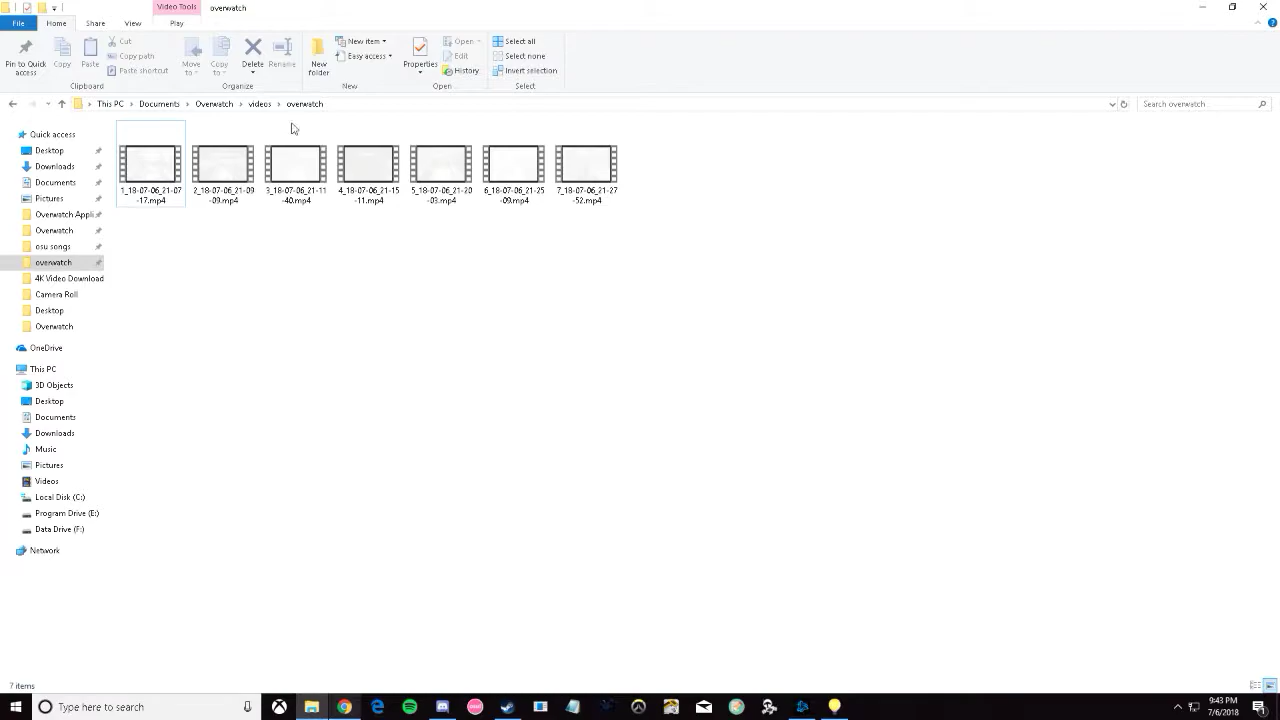 Video Tools overwatch
File Home Share View Play
Pin to Quick access
Copy
Paste
Cut
Copy path
Paste shortcut
Clipboard
Move to
Copy to
Delete
Rename
Organize
New folder
New item
Easy access
New
Properties
Open
Edit
History
Open
Select all
Select none
Invert selection
Select
This PC › Documents › Overwatch › videos › overwatch
Search overwatch
Quick access
Desktop
Downloads
Documents
Pictures
Overwatch Appli
Overwatch
osu songs
overwatch
4K Video Download
Camera Roll
Desktop
Overwatch
OneDrive
This PC
3D Objects
Desktop
Documents
Downloads
Music
Pictures
Videos
Local Disk (C:)
Program Drive (E:)
Data Drive (F:)
Network
1_18-07-06_21-07
-17.mp4
2_18-07-06_21-09
-09.mp4
3_18-07-06_21-11
-40.mp4
4_18-07-06_21-15
-11.mp4
5_18-07-06_21-20
-03.mp4
6_18-07-06_21-25
-09.mp4
7_18-07-06_21-27
-52.mp4
7 items
Type here to search
9:43 PM
7/6/2018